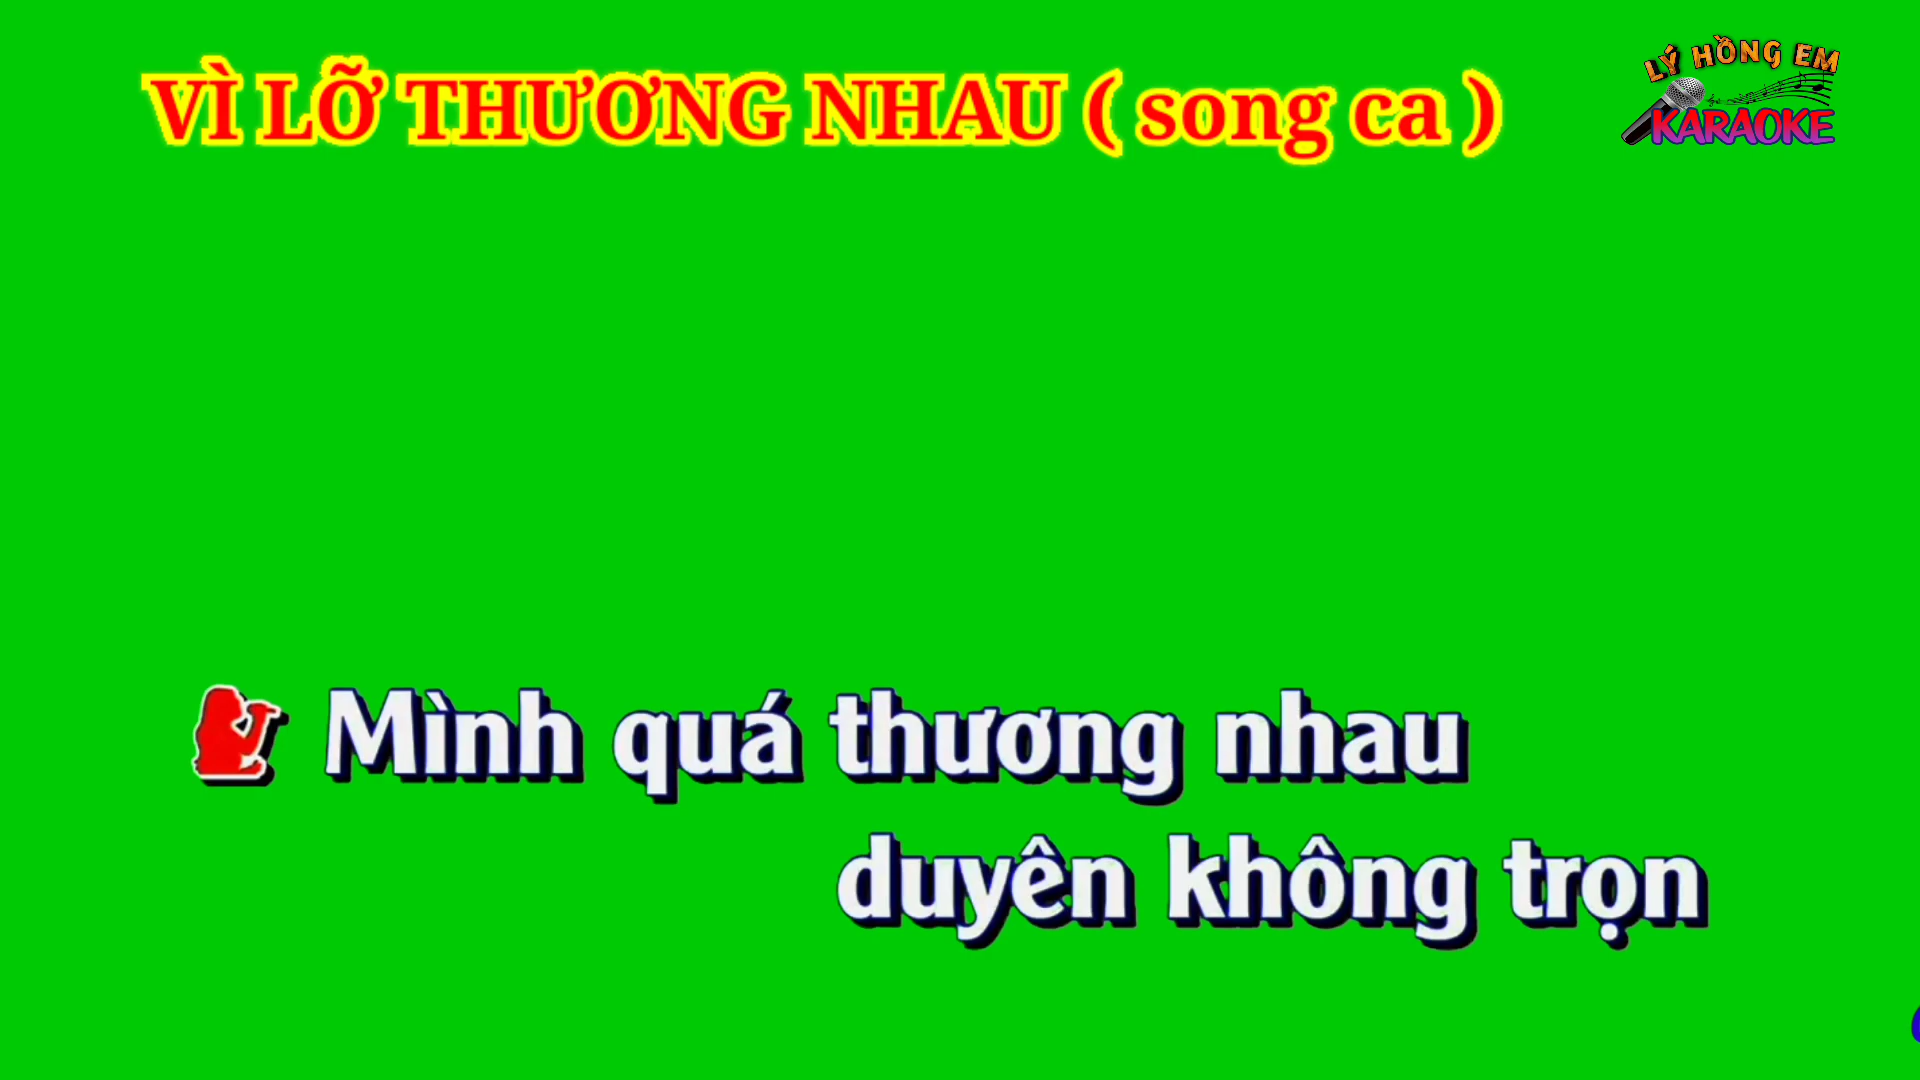 VÌ LỠ THƯƠNG NHAU ( song ca )
LÝ HỒNG EM
KARAOKE
Mình quá thương nhau
duyên không trọn